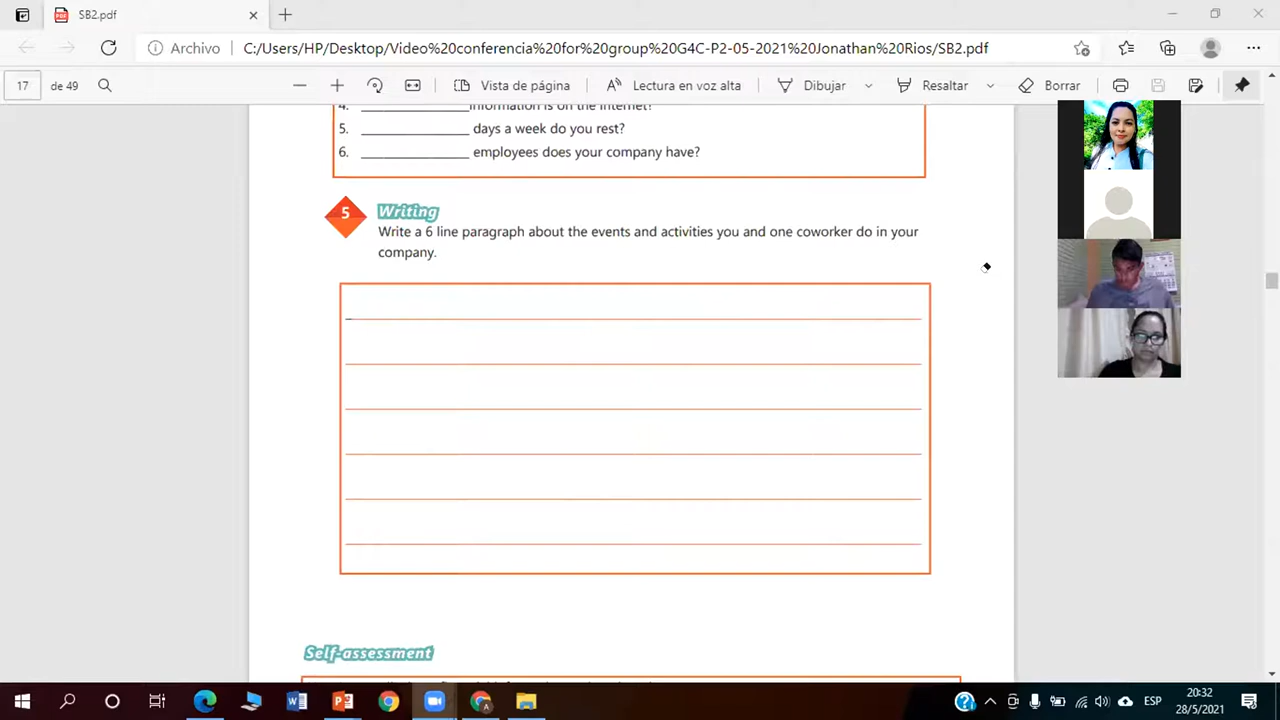 SB2.pdf
Archivo C:/Users/HP/Desktop/Video%20conferencia%20for%20group%20G4C-P2-05-2021%20Jonathan%20Rios/SB2.pdf
17 de 49 Vista de página Lectura en voz alta Dibujar Resaltar Borrar
4. ________________information is on the internet?
5. ________________ days a week do you rest?
6. ________________ employees does your company have?
5 Writing
Write a 6 line paragraph about the events and activities you and one coworker do in your
company.
Self-assessment
ESP
20:32
28/5/2021